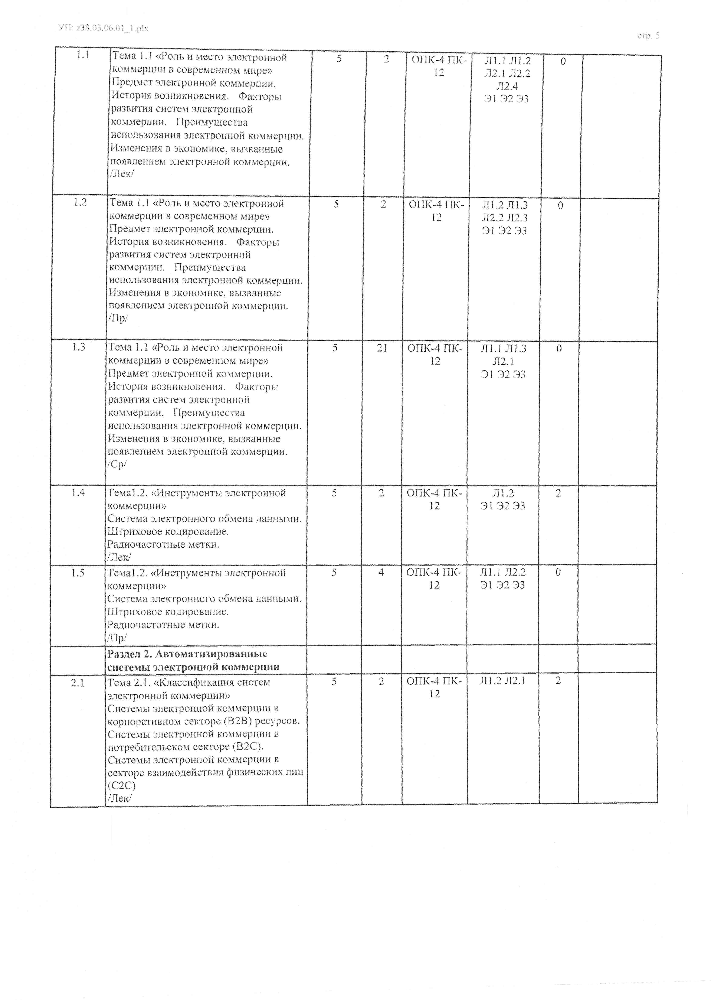 УП: z38.03.06.01_1.plx
стр. 5
1.1
Тема 1.1 «Роль и место электронной
коммерции в современном мире»
Предмет электронной коммерции.
История возникновения. Факторы
развития систем электронной
коммерции. Преимущества
использования электронной коммерции.
Изменения в экономике, вызванные
появлением электронной коммерции.
/Лек/
5
2
ОПК-4 ПК-
12
Л1.1 Л1.2
Л2.1 Л2.2
Л2.4
Э1 Э2 Э3
0
1.2
Тема 1.1 «Роль и место электронной
коммерции в современном мире»
Предмет электронной коммерции.
История возникновения. Факторы
развития систем электронной
коммерции. Преимущества
использования электронной коммерции.
Изменения в экономике, вызванные
появлением электронной коммерции.
/Пр/
5
2
ОПК-4 ПК-
12
Л1.2 Л1.3
Л2.2 Л2.3
Э1 Э2 Э3
0
1.3
Тема 1.1 «Роль и место электронной
коммерции в современном мире»
Предмет электронной коммерции.
История возникновения. Факторы
развития систем электронной
коммерции. Преимущества
использования электронной коммерции.
Изменения в экономике, вызванные
появлением электронной коммерции.
/Ср/
5
21
ОПК-4 ПК-
12
Л1.1 Л1.3
Л2.1
Э1 Э2 Э3
0
1.4
Тема1.2. «Инструменты электронной
коммерции»
Система электронного обмена данными.
Штриховое кодирование.
Радиочастотные метки.
/Лек/
5
2
ОПК-4 ПК-
12
Л1.2
Э1 Э2 Э3
2
1.5
Тема1.2. «Инструменты электронной
коммерции»
Система электронного обмена данными.
Штриховое кодирование.
Радиочастотные метки.
/Пр/
5
4
ОПК-4 ПК-
12
Л1.1 Л2.2
Э1 Э2 Э3
0
Раздел 2. Автоматизированные
системы электронной коммерции
2.1
Тема 2.1. «Классификация систем
электронной коммерции»
Системы электронной коммерции в
корпоративном секторе (B2B) ресурсов.
Системы электронной коммерции в
потребительском секторе (B2C).
Системы электронной коммерции в
секторе взаимодействия физических лиц
(C2C)
/Лек/
5
2
ОПК-4 ПК-
12
Л1.2 Л2.1
2